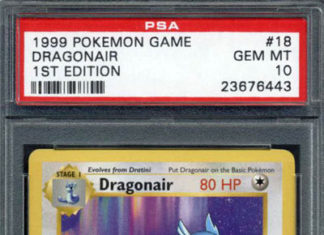 PSA
1999 POKEMON GAME #18
DRAGONAIR GEM MT
1ST EDITION 10
23676443
STAGE 1
Evolves from Dratini Put Dragonair on the Basic Pokémon
Dragonair 80 HP